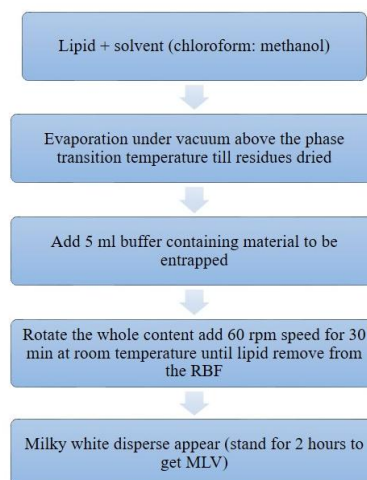 Lipid + solvent (chloroform: methanol)
Evaporation under vacuum above the phase
transition temperature till residues dried
Add 5 ml buffer containing material to be
entrapped
Rotate the whole content add 60 rpm speed for 30
min at room temperature until lipid remove from
the RBF
Milky white disperse appear (stand for 2 hours to
get MLV)